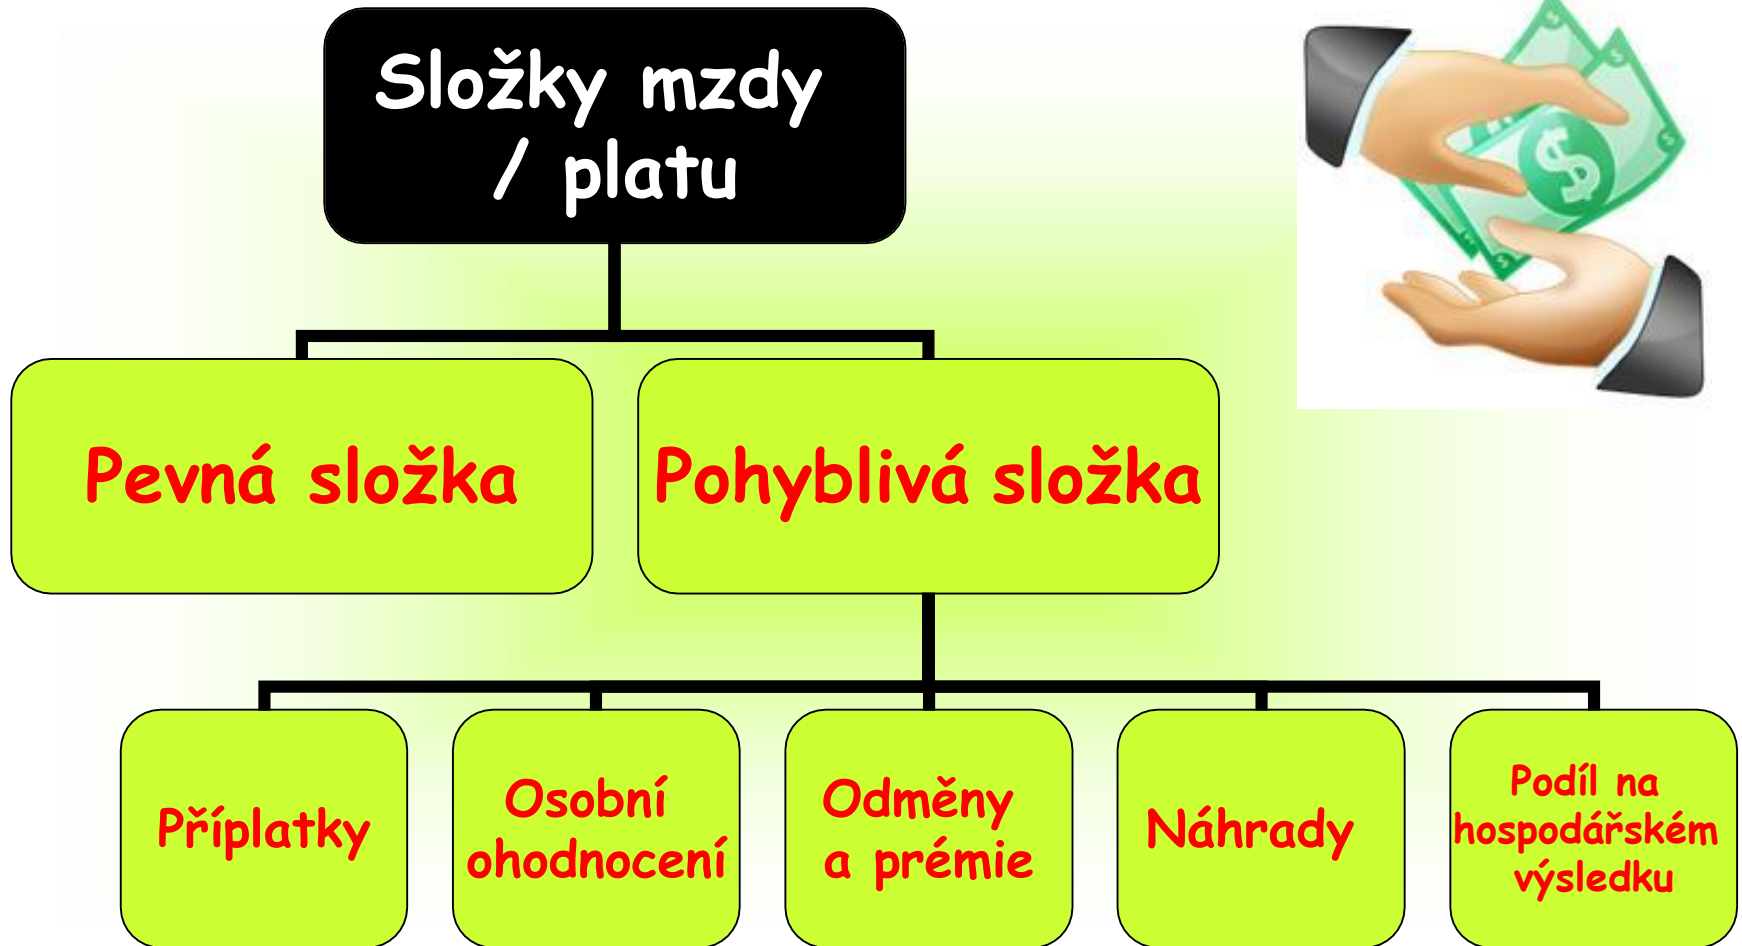 Složky mzdy
/ platu
Pevná složka
Pohyblivá složka
Příplatky
Osobní
ohodnocení
Odměny
a prémie
Náhrady
Podíl na
hospodářském
výsledku